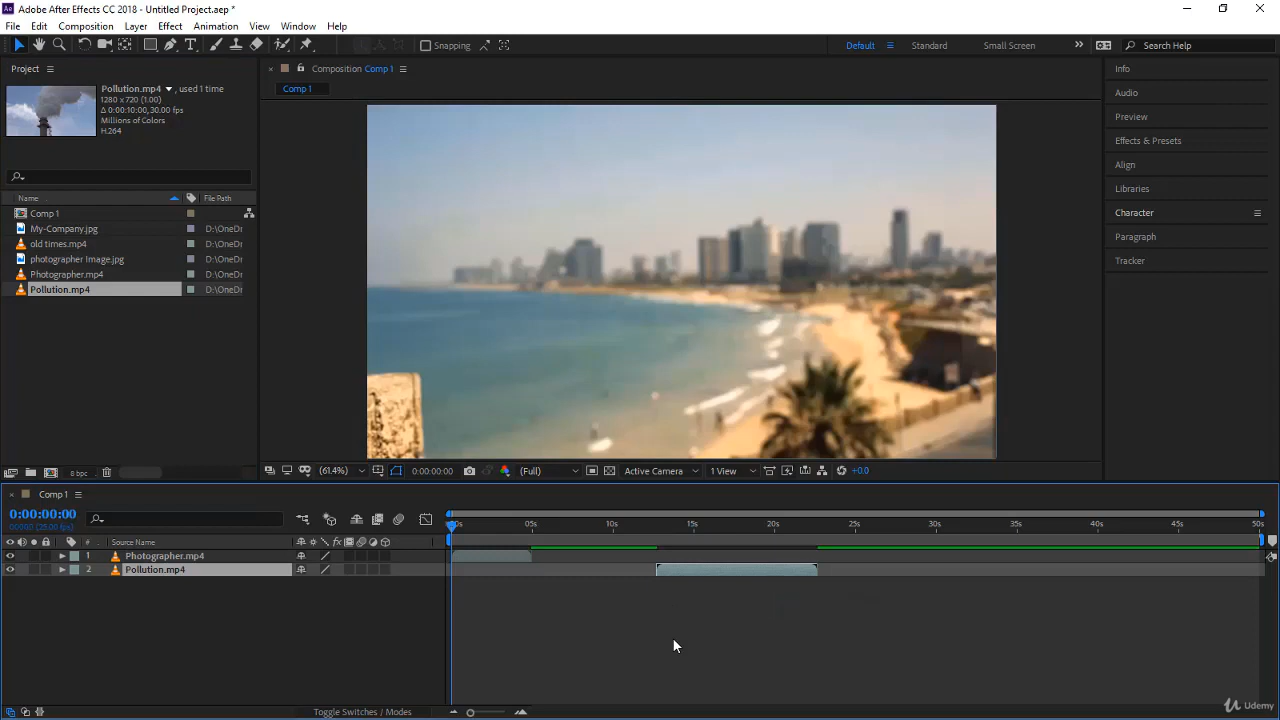 Adobe After Effects CC 2018 - Untitled Project.aep *
File Edit Composition Layer Effect Animation View Window Help
Snapping Default Standard Small Screen Search Help
Project
Pollution.mp4 , used 1 time
1280 x 720 (1.00)
Δ 0:00:10:00, 30.00 fps
Millions of Colors
H.264
Composition Comp 1
Comp 1
Name File Path
Comp 1
My-Company.jpg D:\OneDr
old times.mp4 D:\OneDr
photographer Image.jpg D:\OneDr
Photographer.mp4 D:\OneDr
Pollution.mp4 D:\OneDr
Info
Audio
Preview
Effects & Presets
Align
Libraries
Character
Paragraph
Tracker
8 bpc (61.4%) 0:00:00:00 (Full) Active Camera 1 View +0.0
Comp 1
0:00:00:00
00000 (25.00 fps)
05s 10s 15s 20s 25s 30s 35s 40s 45s 50s
# Source Name
1 Photographer.mp4
2 Pollution.mp4
Toggle Switches / Modes
Udemy